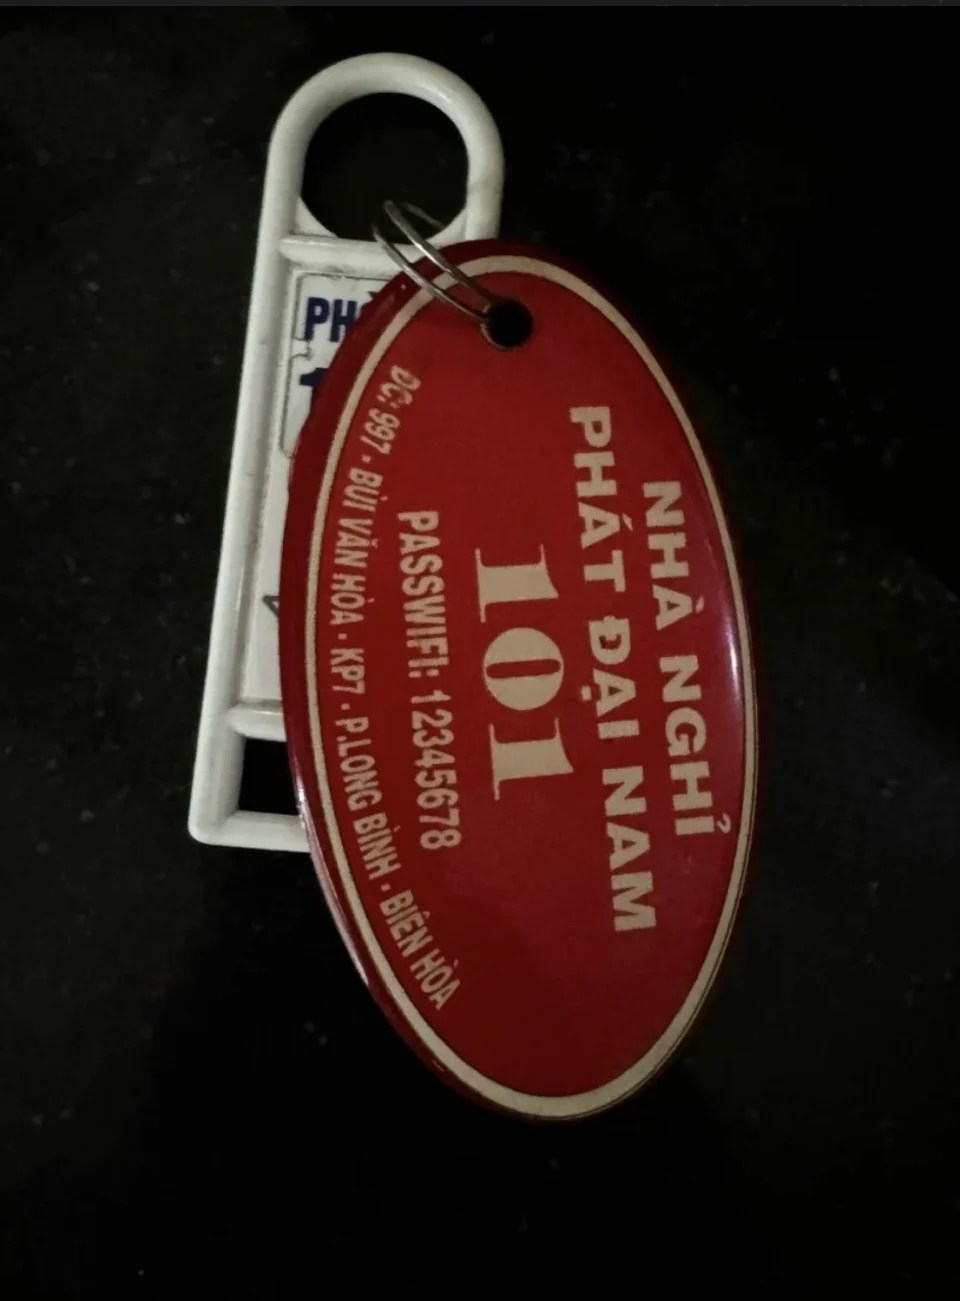 NHÀ NGHỈ
PHÁT ĐẠI NAM
101
PASSWIFI: 12345678
ĐC: 997 - BÙI VĂN HÒA - KP7 - P.LONG BÌNH - BIÊN HÒA